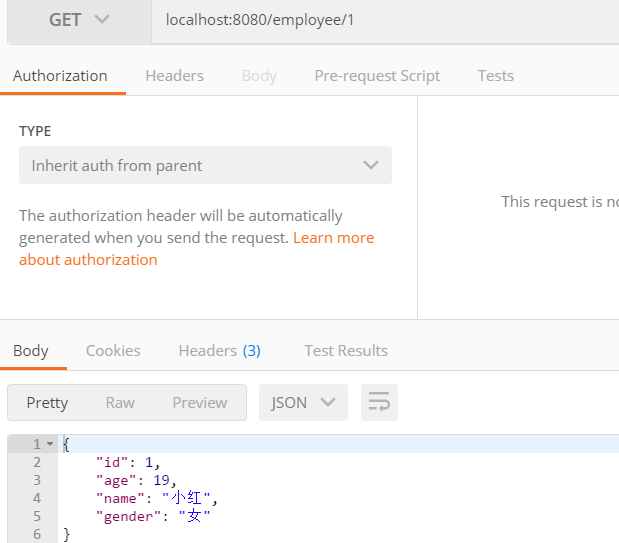 GET localhost:8080/employee/1
Authorization Headers Body Pre-request Script Tests
TYPE
Inherit auth from parent
This request is no
The authorization header will be automatically
generated when you send the request. Learn more
about authorization
Body Cookies Headers (3) Test Results
Pretty Raw Preview JSON
1 {
2 "id": 1,
3 "age": 19,
4 "name": "小红",
5 "gender": "女"
6 }